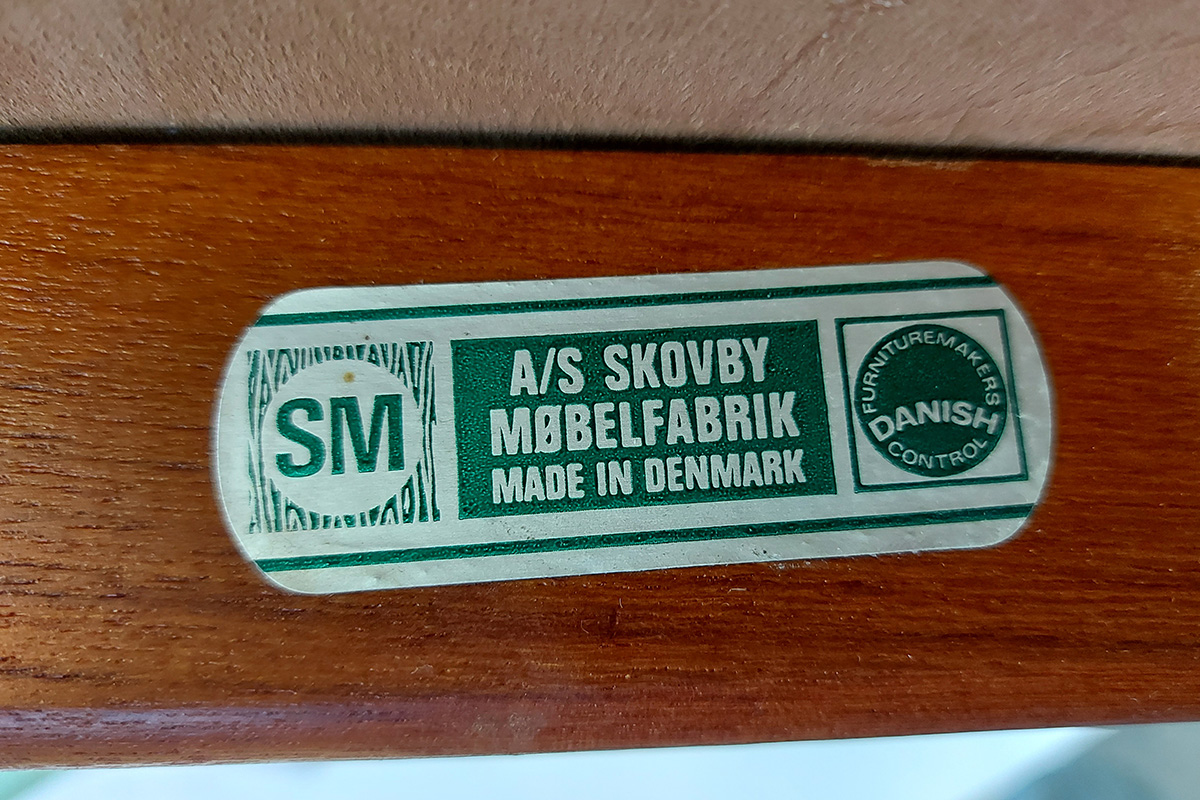 SM
A/S SKOVBY
MØBELFABRIK
MADE IN DENMARK
FURNITUREMAKERS
DANISH
CONTROL